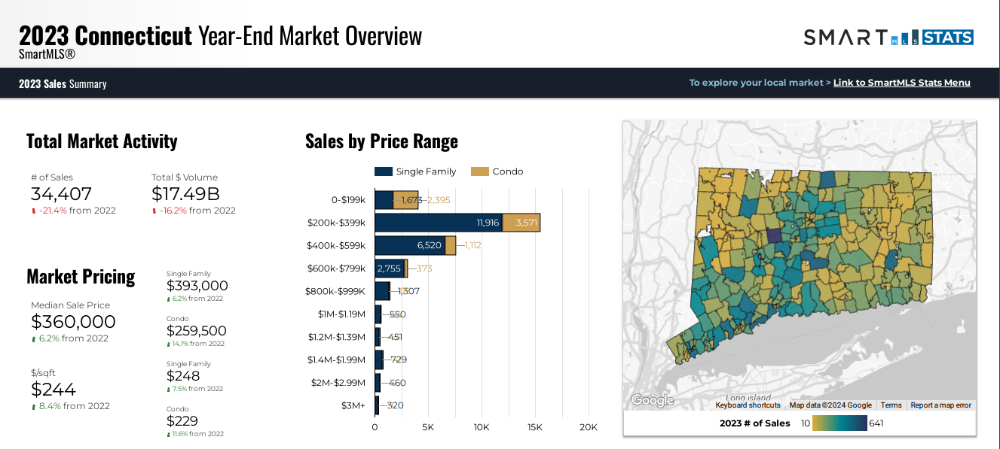 2023 Connecticut Year-End Market Overview
SmartMLS®
SMART MLS STATS
2023 Sales Summary
To explore your local market > Link to SmartMLS Stats Menu
Total Market Activity
# of Sales
34,407
-21.4% from 2022
Total $ Volume
$17.49B
-16.2% from 2022
Market Pricing
Median Sale Price
$360,000
6.2% from 2022
$/sqft
$244
8.4% from 2022
Single Family
$393,000
6.2% from 2022
Condo
$259,500
14.1% from 2022
Single Family
$248
7.5% from 2022
Condo
$229
11.6% from 2022
Sales by Price Range
Single Family Condo
0-$199k 1,673 2,395
$200k-$399k 11,916 3,571
$400k-$599k 6,520 1,112
$600k-$799k 2,755 373
$800k-$999K 1,307
$1M-$1.19M 550
$1.2M-$1.39M 451
$1.4M-$1.99M 729
$2M-$2.99M 460
$3M+ 320
0 5K 10K 15K 20K
Google
Long island
Keyboard shortcuts Map data ©2024 Google Terms Report a map error
2023 # of Sales 10 641